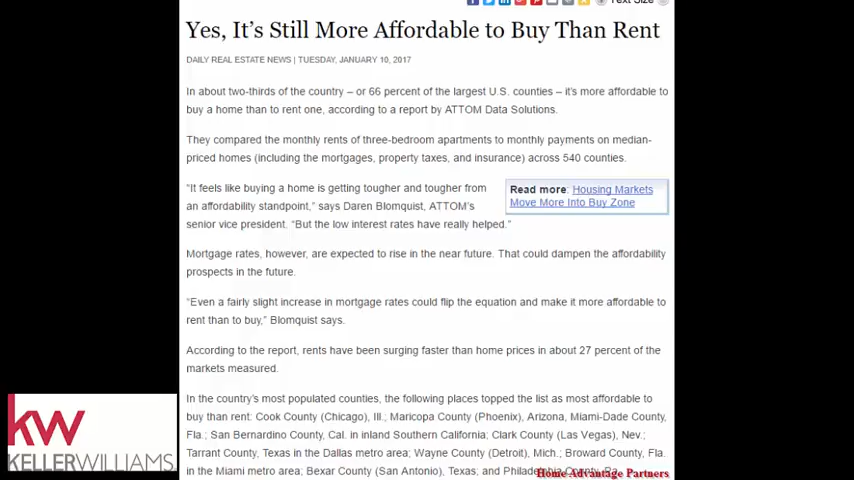 Text Size
Yes, It’s Still More Affordable to Buy Than Rent
DAILY REAL ESTATE NEWS | TUESDAY, JANUARY 10, 2017
In about two-thirds of the country – or 66 percent of the largest U.S. counties – it’s more affordable to
buy a home than to rent one, according to a report by ATTOM Data Solutions.
They compared the monthly rents of three-bedroom apartments to monthly payments on median-
priced homes (including the mortgages, property taxes, and insurance) across 540 counties.
“It feels like buying a home is getting tougher and tougher from
an affordability standpoint,” says Daren Blomquist, ATTOM’s
senior vice president. “But the low interest rates have really helped.”
Read more: Housing Markets
Move More Into Buy Zone
Mortgage rates, however, are expected to rise in the near future. That could dampen the affordability
prospects in the future.
“Even a fairly slight increase in mortgage rates could flip the equation and make it more affordable to
rent than to buy,” Blomquist says.
According to the report, rents have been surging faster than home prices in about 27 percent of the
markets measured.
In the country’s most populated counties, the following places topped the list as most affordable to
buy than rent: Cook County (Chicago), Ill.; Maricopa County (Phoenix), Arizona, Miami-Dade County,
Fla.; San Bernardino County, Cal. in inland Southern California; Clark County (Las Vegas), Nev.;
Tarrant County, Texas in the Dallas metro area; Wayne County (Detroit), Mich.; Broward County, Fla.
in the Miami metro area; Bexar County (San Antonio), Texas; and Philadelphia County, Pa.
Home Advantage Partners
kw
KELLERWILLIAMS.